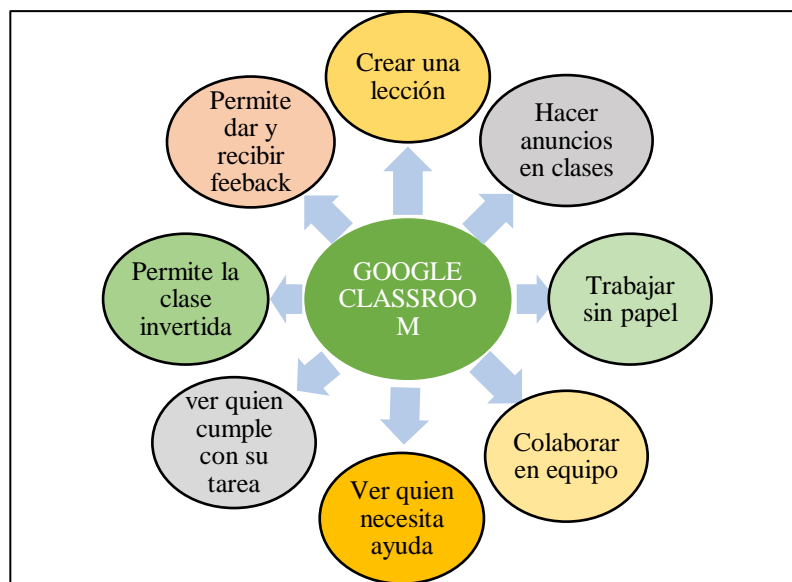 Crear una
lección
Hacer
anuncios
en clases
Trabajar
sin papel
Colaborar
en equipo
Ver quien
necesita
ayuda
ver quien
cumple
con su
tarea
Permite la
clase
invertida
Permite
dar y
recibir
feeback
GOOGLE
CLASSROO
M